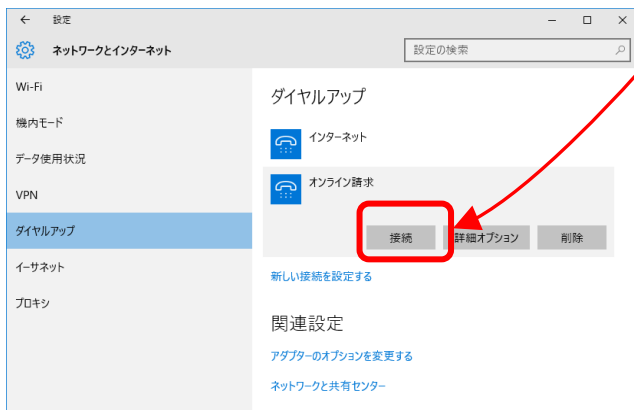 設定
ネットワークとインターネット
設定の検索
Wi-Fi
機内モード
データ使用状況
VPN
ダイヤルアップ
イーサネット
プロキシ
ダイヤルアップ
インターネット
オンライン請求
接続 詳細オプション 削除
新しい接続を設定する
関連設定
アダプターのオプションを変更する
ネットワークと共有センター